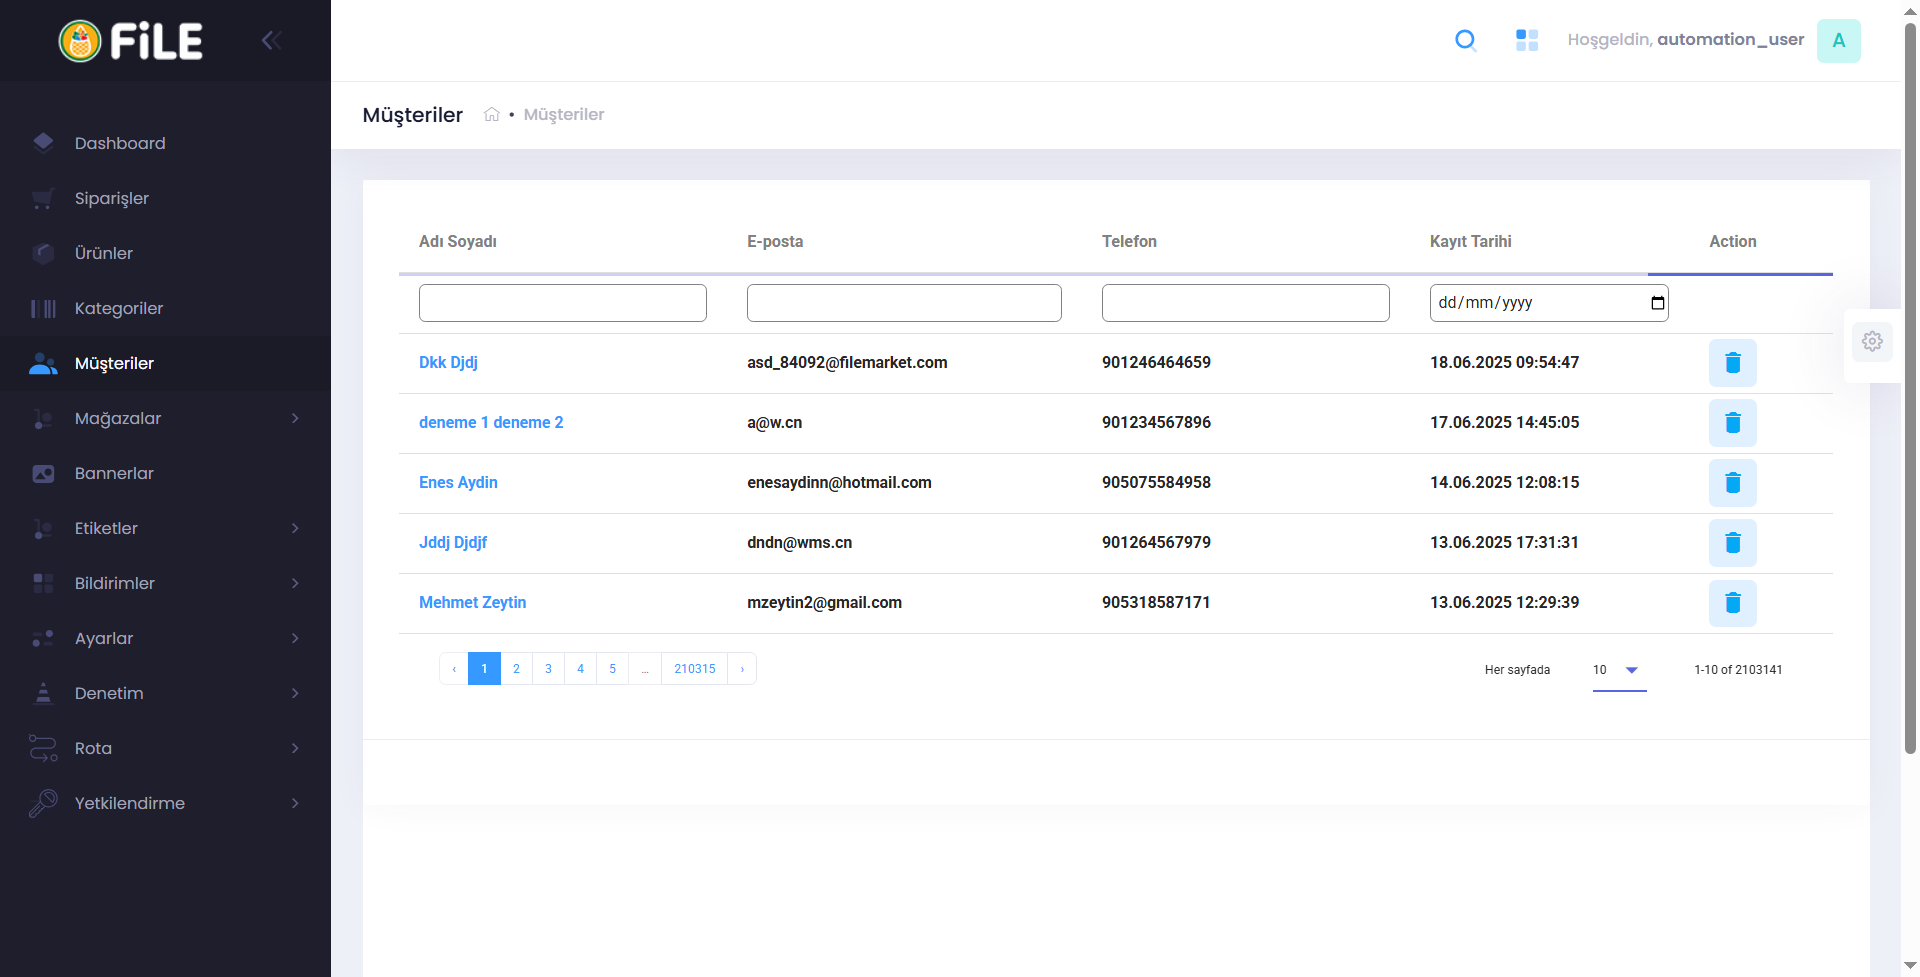 FiLE
Hoşgeldin, automation_user
A
Müşteriler • Müşteriler
Dashboard
Siparişler
Ürünler
Kategoriler
Müşteriler
Mağazalar
Bannerlar
Etiketler
Bildirimler
Ayarlar
Denetim
Rota
Yetkilendirme
Adı Soyadı E-posta Telefon Kayıt Tarihi Action
dd/mm/yyyy
Dkk Djdj asd_84092@filemarket.com 901246464659 18.06.2025 09:54:47
deneme 1 deneme 2 a@w.cn 901234567896 17.06.2025 14:45:05
Enes Aydin enesaydinn@hotmail.com 905075584958 14.06.2025 12:08:15
Jddj Djdjf dndn@wms.cn 901264567979 13.06.2025 17:31:31
Mehmet Zeytin mzeytin2@gmail.com 905318587171 13.06.2025 12:29:39
‹ 1 2 3 4 5 ... 210315 › Her sayfada 10 1-10 of 2103141